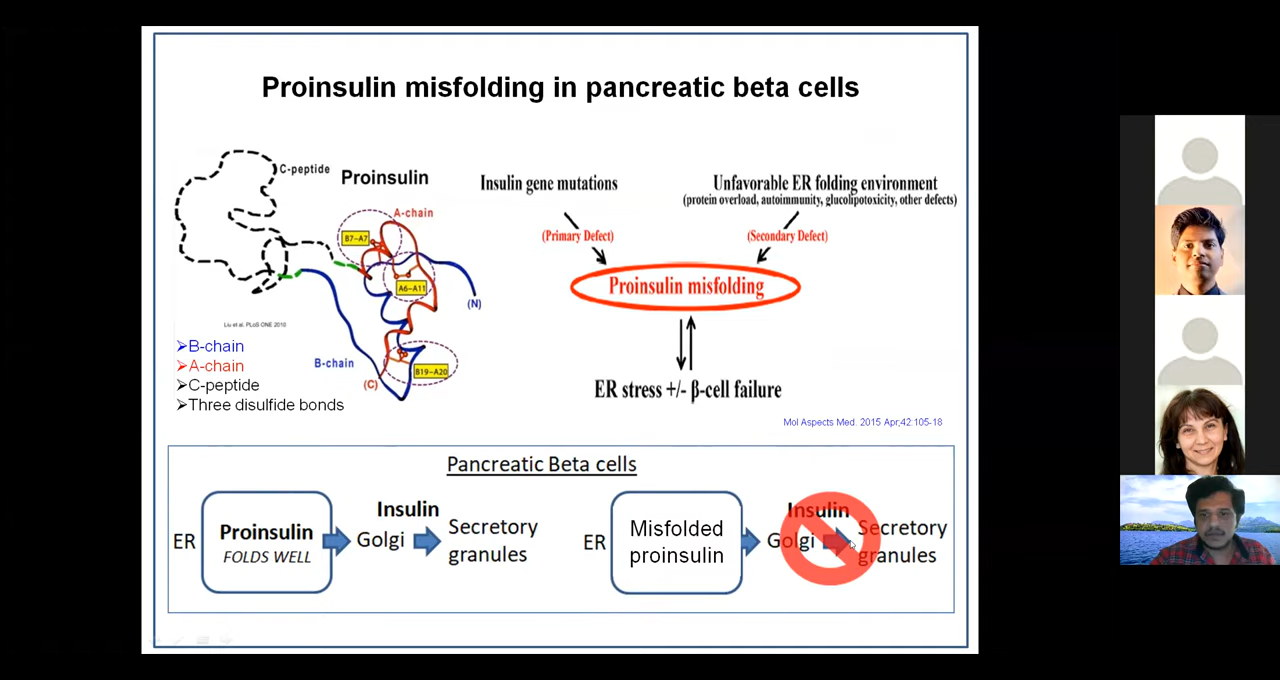 Proinsulin misfolding in pancreatic beta cells
C-peptide
Proinsulin
A-chain
B7–A7
A6–A11
(N)
Liu et al. PLoS ONE 2010
B-chain
(C)
B19–A20
➢B-chain
➢A-chain
➢C-peptide
➢Three disulfide bonds
Insulin gene mutations
Unfavorable ER folding environment
(protein overload, autoimmunity, glucolipotoxicity, other defects)
(Primary Defect)
(Secondary Defect)
Proinsulin misfolding
ER stress +/- β-cell failure
Mol Aspects Med. 2015 Apr;42:105-18
Pancreatic Beta cells
ER
Proinsulin
FOLDS WELL
Insulin
Golgi
Secretory
granules
ER
Misfolded
proinsulin
Insulin
Golgi
Secretory
granules